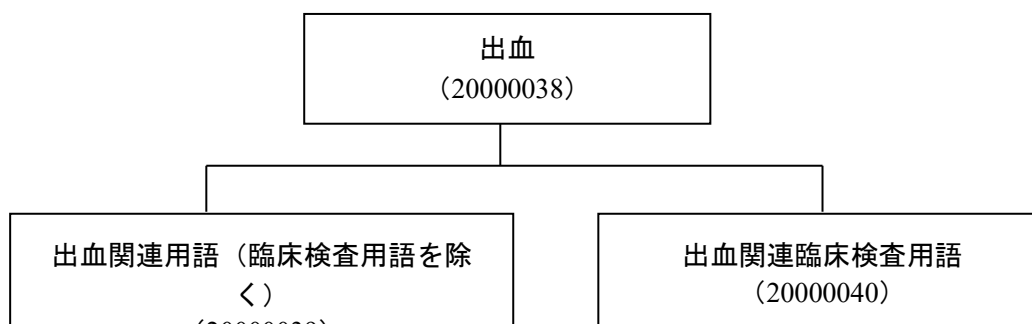 出血
（20000038）
出血関連用語（臨床検査用語を除
く）
出血関連臨床検査用語
（20000040）